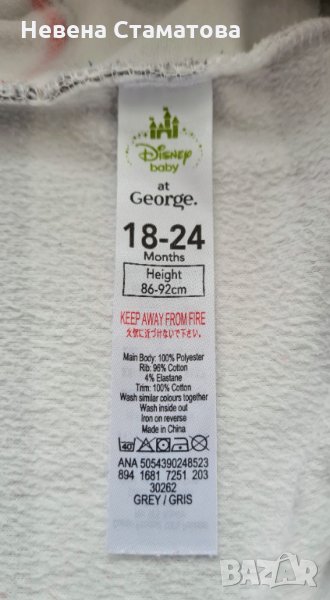 Невена Стаматова
Disney
baby
at
George.
18-24
Months
Height
86-92cm
KEEP AWAY FROM FIRE
火気に近づけないで下さい
Main Body: 100% Polyester
Rib: 96% Cotton
4% Elastane
Trim: 100% Cotton
Wash similar colours together
Wash inside out
Iron on reverse
Made in China
40
ANA 5054390248523
894 1681 7251 203
30262
GREY / GRIS
BAZAR